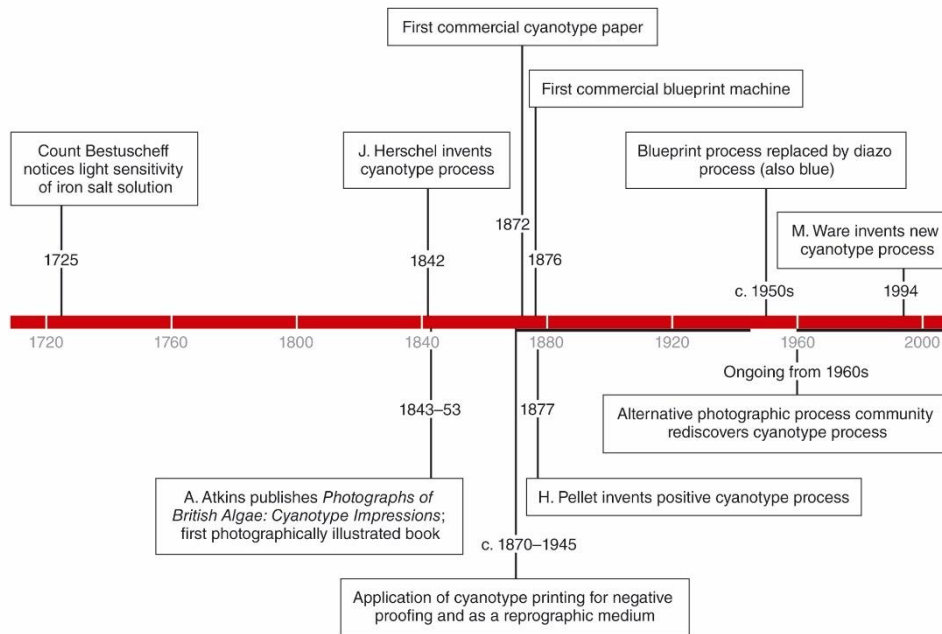 First commercial cyanotype paper
First commercial blueprint machine
Count Bestuscheff
notices light sensitivity
of iron salt solution
J. Herschel invents
cyanotype process
Blueprint process replaced by diazo
process (also blue)
M. Ware invents new
cyanotype process
1872
1725
1842
1876
c. 1950s
1994
1720
1760
1800
1840
1880
1920
1960
2000
Ongoing from 1960s
1843–53
1877
Alternative photographic process community
rediscovers cyanotype process
A. Atkins publishes Photographs of
British Algae: Cyanotype Impressions;
first photographically illustrated book
H. Pellet invents positive cyanotype process
c. 1870–1945
Application of cyanotype printing for negative
proofing and as a reprographic medium